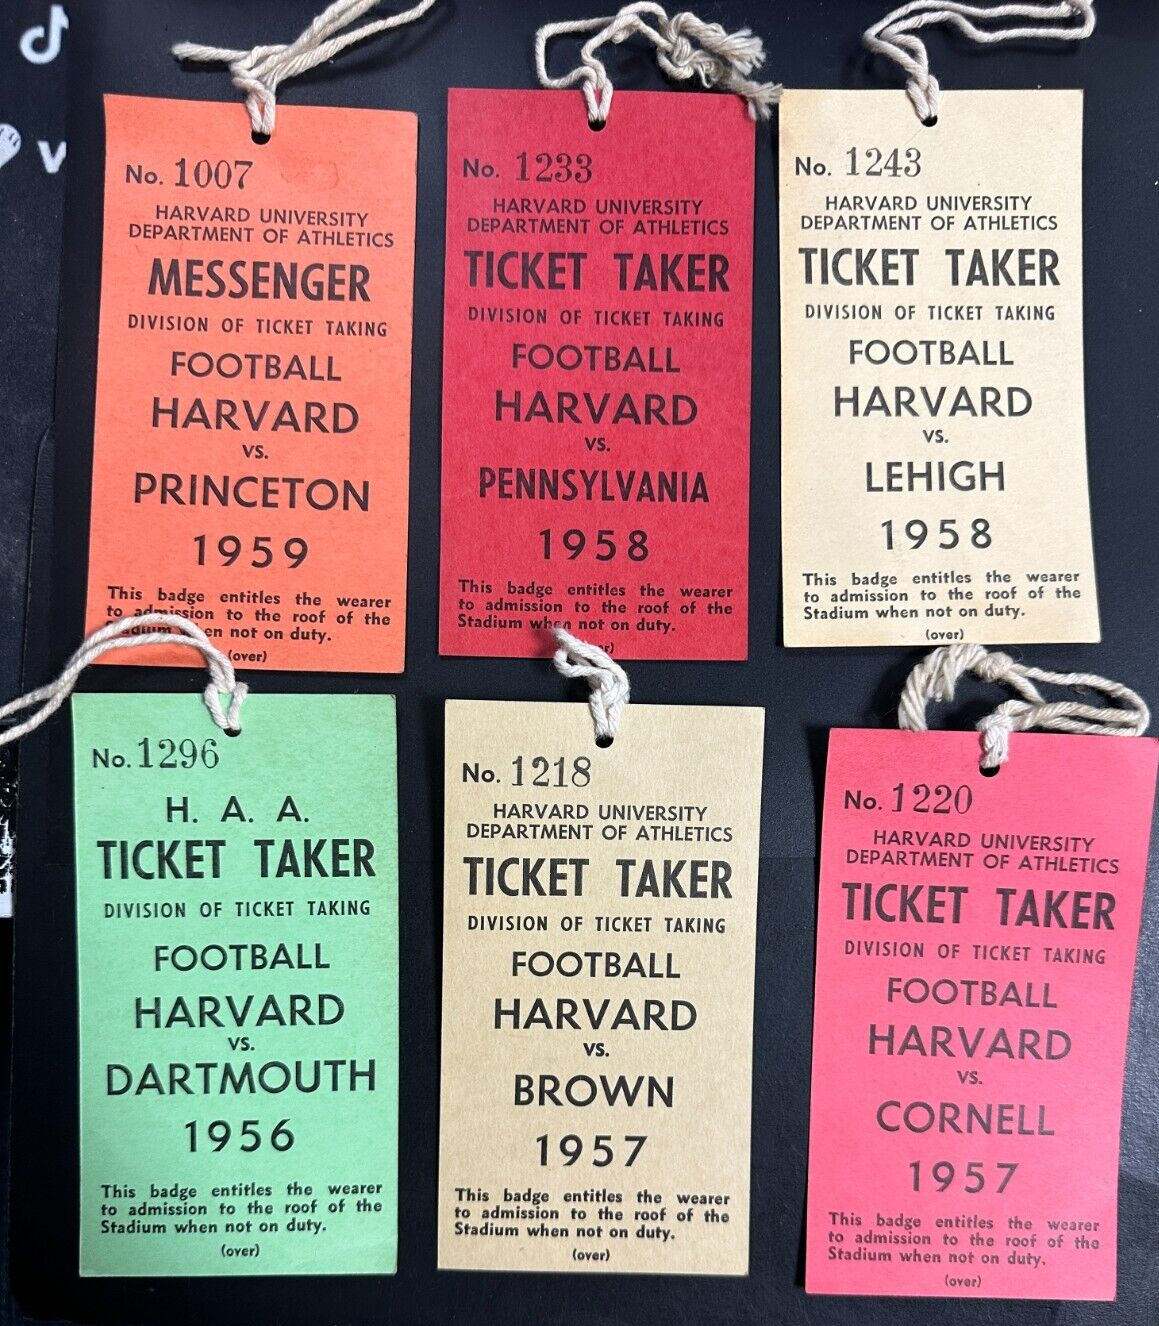 No. 1007
HARVARD UNIVERSITY
DEPARTMENT OF ATHLETICS
MESSENGER
DIVISION OF TICKET TAKING
FOOTBALL
HARVARD
VS.
PRINCETON
1959
This badge entitles the wearer
to admission to the roof of the
Stadium when not on duty.
(over)
No. 1233
HARVARD UNIVERSITY
DEPARTMENT OF ATHLETICS
TICKET TAKER
DIVISION OF TICKET TAKING
FOOTBALL
HARVARD
VS.
PENNSYLVANIA
1958
This badge entitles the wearer
to admission to the roof of the
Stadium when not on duty.
No. 1243
HARVARD UNIVERSITY
DEPARTMENT OF ATHLETICS
TICKET TAKER
DIVISION OF TICKET TAKING
FOOTBALL
HARVARD
VS.
LEHIGH
1958
This badge entitles the wearer
to admission to the roof of the
Stadium when not on duty.
(over)
No. 1296
H. A. A.
TICKET TAKER
DIVISION OF TICKET TAKING
FOOTBALL
HARVARD
VS.
DARTMOUTH
1956
This badge entitles the wearer
to admission to the roof of the
Stadium when not on duty.
(over)
No. 1218
HARVARD UNIVERSITY
DEPARTMENT OF ATHLETICS
TICKET TAKER
DIVISION OF TICKET TAKING
FOOTBALL
HARVARD
VS.
BROWN
1957
This badge entitles the wearer
to admission to the roof of the
Stadium when not on duty.
(over)
No. 1220
HARVARD UNIVERSITY
DEPARTMENT OF ATHLETICS
TICKET TAKER
DIVISION OF TICKET TAKING
FOOTBALL
HARVARD
VS.
CORNELL
1957
This badge entitles the wearer
to admission to the roof of the
Stadium when not on duty.
(over)